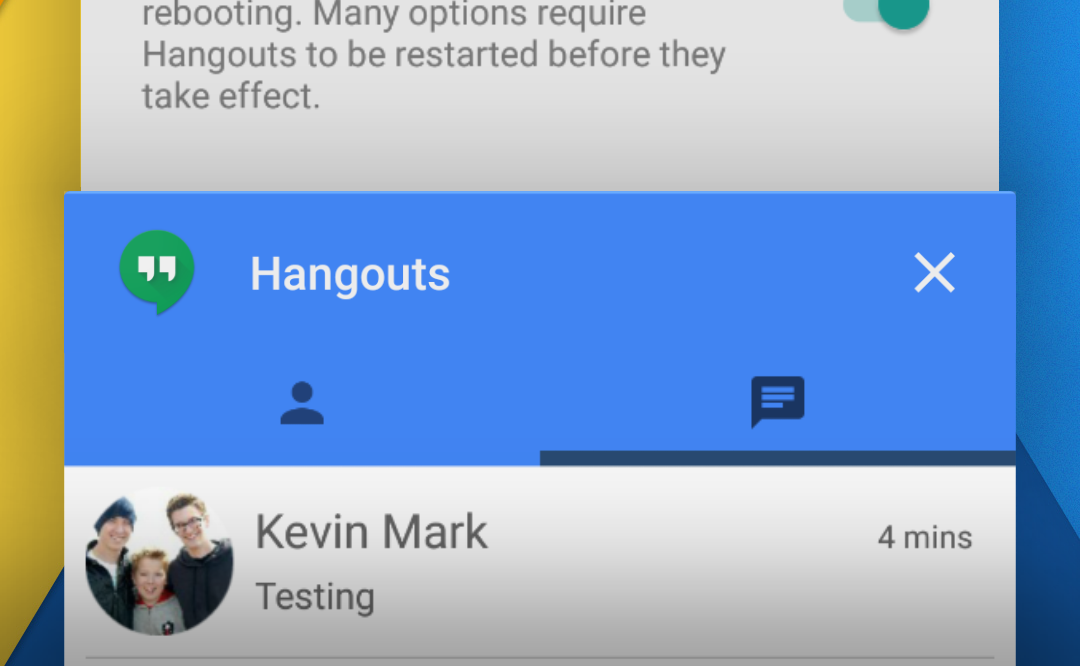 rebooting. Many options require
Hangouts to be restarted before they
take effect.
Hangouts
Kevin Mark
4 mins
Testing